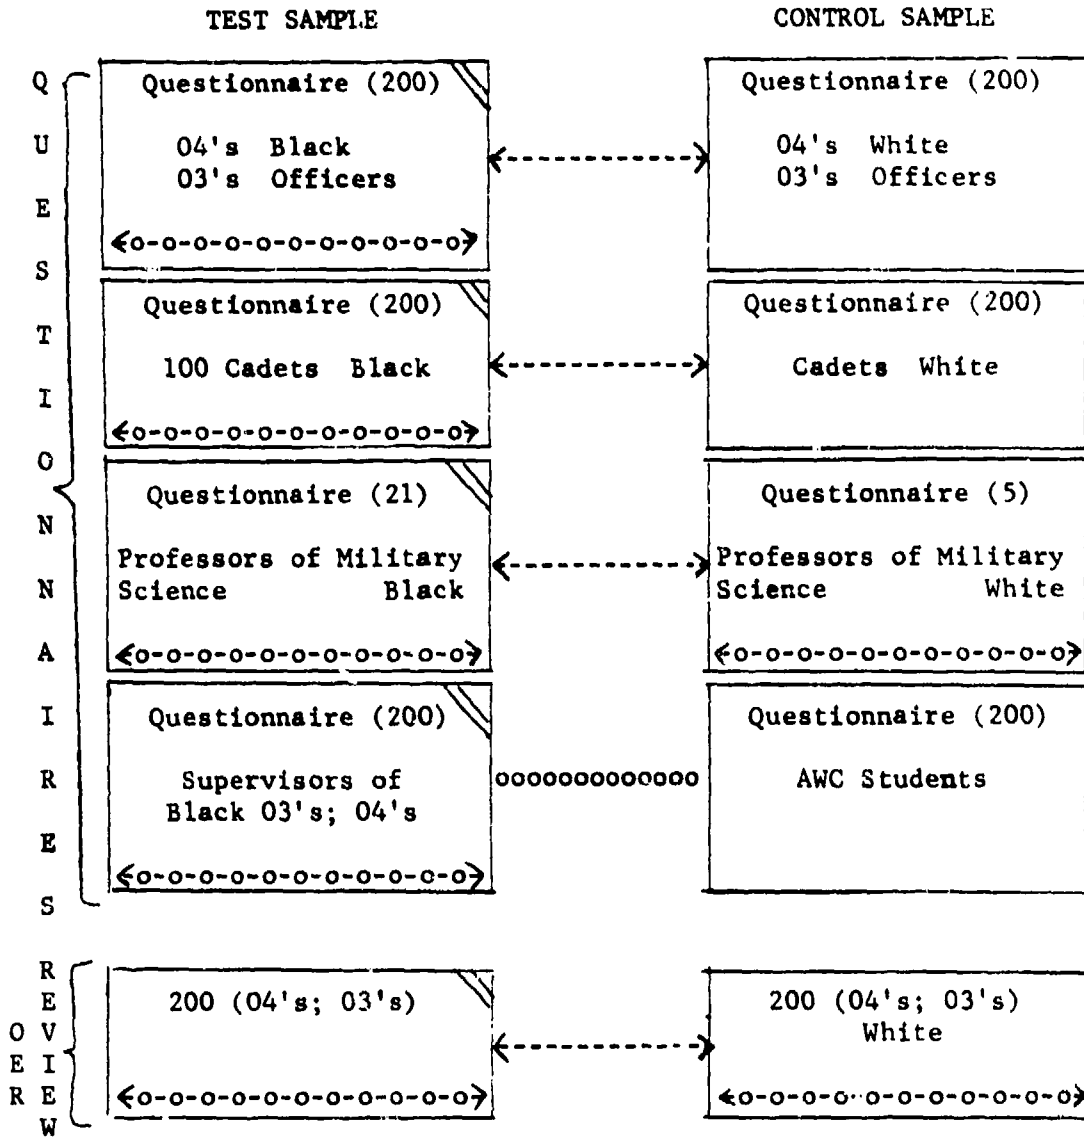 TEST SAMPLE
CONTROL SAMPLE
QUESTIONNAIRES
Questionnaire (200)
04's Black
03's Officers
Questionnaire (200)
04's White
03's Officers
Questionnaire (200)
100 Cadets Black
Questionnaire (200)
Cadets White
Questionnaire (21)
Professors of Military
Science Black
Questionnaire (5)
Professors of Military
Science White
Questionnaire (200)
Supervisors of
Black 03's; 04's
Questionnaire (200)
AWC Students
OER
REVIEW
200 (04's; 03's)
200 (04's; 03's)
White